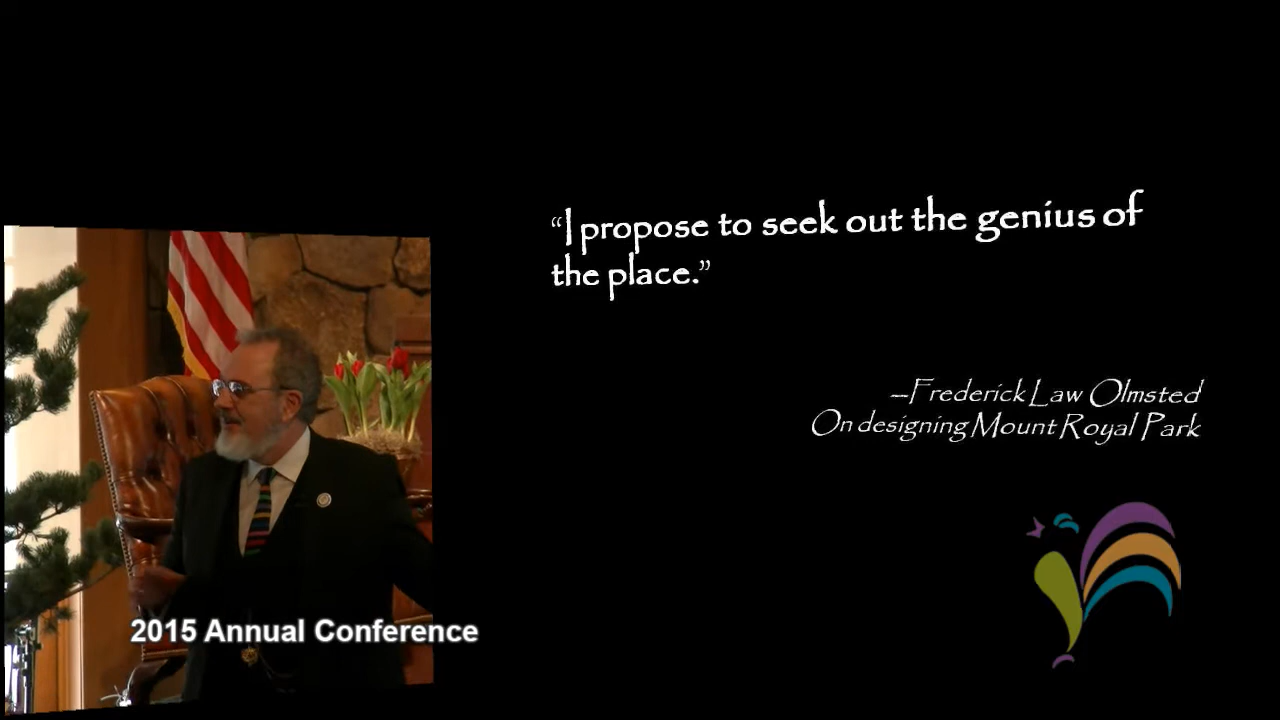 “I propose to seek out the genius of
the place.”
—Frederick Law Olmsted
On designing Mount Royal Park
2015 Annual Conference